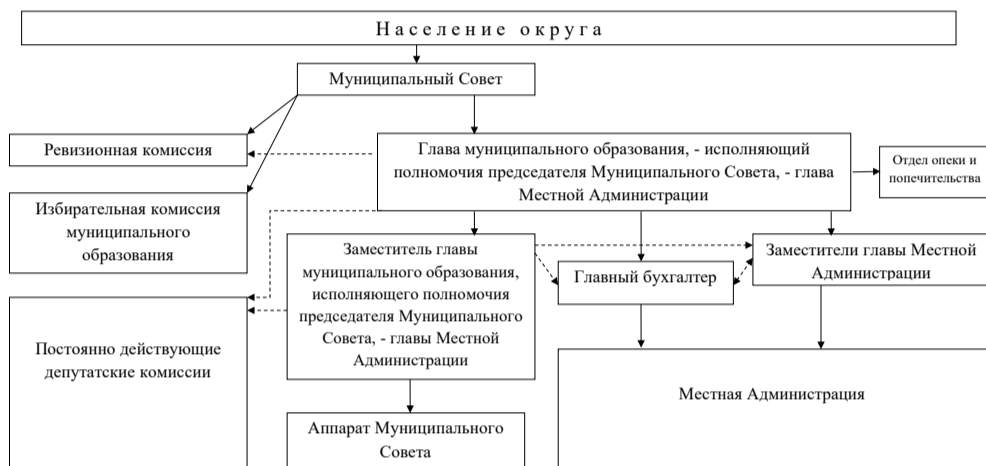 Население округа
Муниципальный Совет
Ревизионная комиссия
Глава муниципального образования, - исполняющий
полномочия председателя Муниципального Совета, - глава
Местной Администрации
Отдел опеки и
попечительства
Избирательная комиссия
муниципального
образования
Заместитель главы
муниципального образования,
исполняющего полномочия
председателя Муниципального
Совета, - главы Местной
Администрации
Главный бухгалтер
Заместители главы Местной
Администрации
Постоянно действующие
депутатские комиссии
Местная Администрация
Аппарат Муниципального
Совета